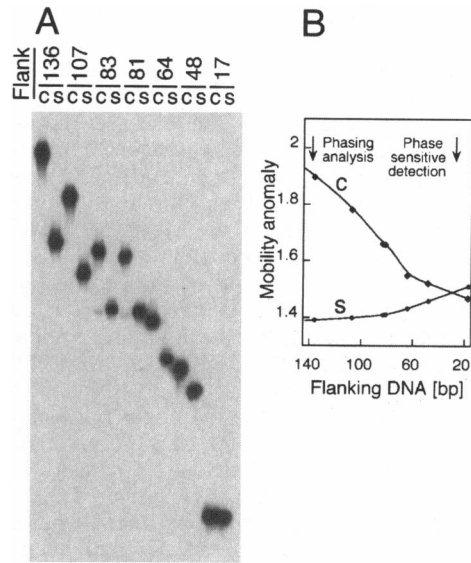 A
Flank
136 107 83 81 64 48 17
C S C S C S C S C S C S C S
B
Mobility anomaly
2
1.8
1.6
1.4
Phasing analysis
Phase sensitive detection
C
S
140 100 60 20
Flanking DNA [bp]